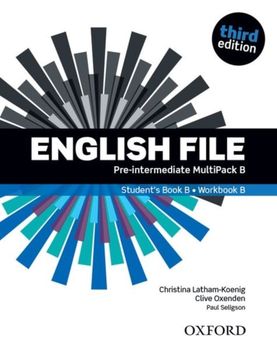 third
edition
ENGLISH FILE
Pre-intermediate MultiPack B
Student's Book B • Workbook B
Christina Latham-Koenig
Clive Oxenden
Paul Seligson
OXFORD